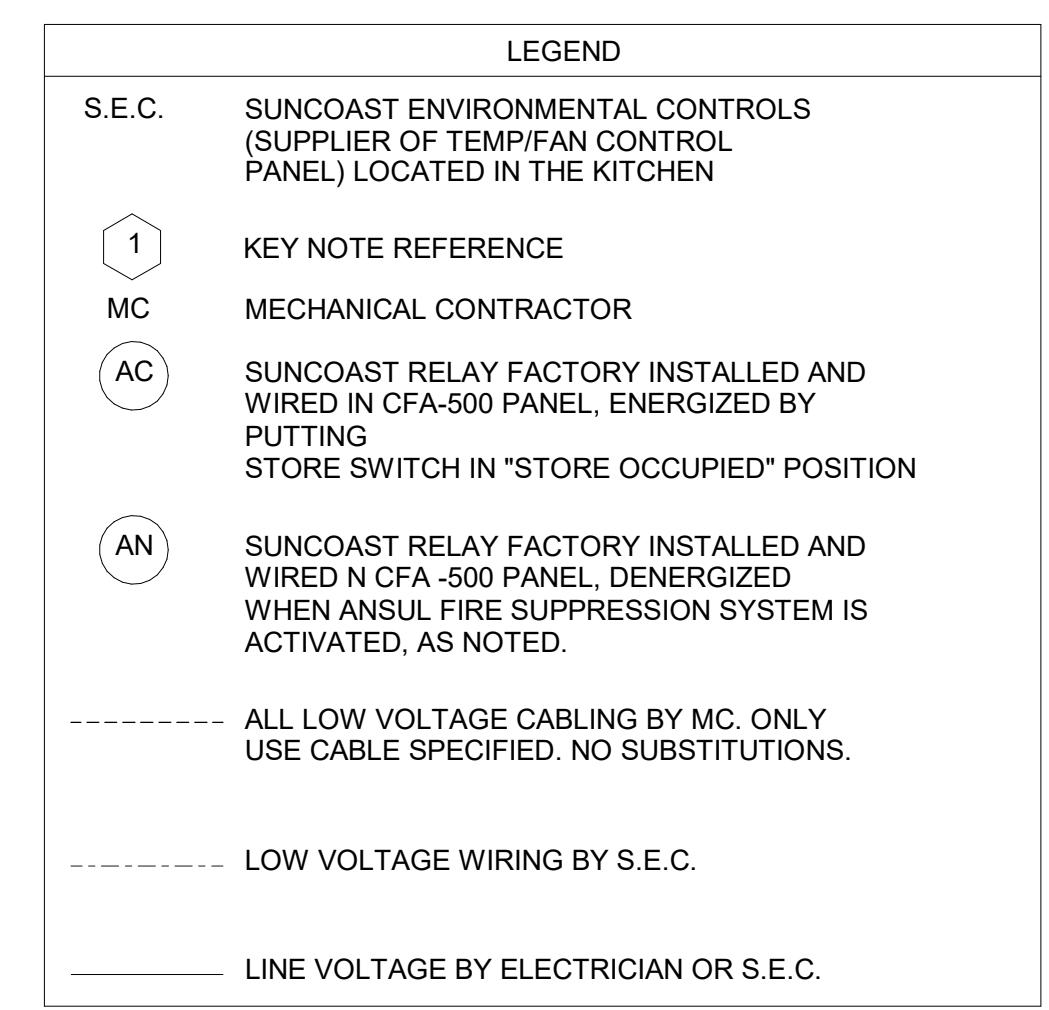 LEGEND
S.E.C. SUNCOAST ENVIRONMENTAL CONTROLS
(SUPPLIER OF TEMP/FAN CONTROL
PANEL) LOCATED IN THE KITCHEN
1 KEY NOTE REFERENCE
MC MECHANICAL CONTRACTOR
AC SUNCOAST RELAY FACTORY INSTALLED AND
WIRED IN CFA-500 PANEL, ENERGIZED BY
PUTTING
STORE SWITCH IN "STORE OCCUPIED" POSITION
AN SUNCOAST RELAY FACTORY INSTALLED AND
WIRED N CFA -500 PANEL, DENERGIZED
WHEN ANSUL FIRE SUPPRESSION SYSTEM IS
ACTIVATED, AS NOTED.
ALL LOW VOLTAGE CABLING BY MC. ONLY
USE CABLE SPECIFIED. NO SUBSTITUTIONS.
LOW VOLTAGE WIRING BY S.E.C.
LINE VOLTAGE BY ELECTRICIAN OR S.E.C.